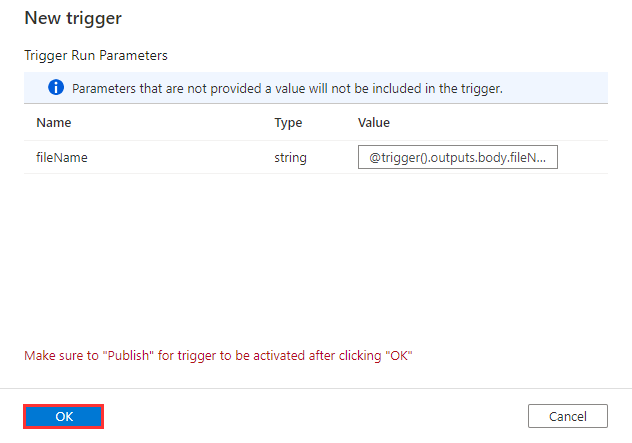 New trigger
Trigger Run Parameters
Parameters that are not provided a value will not be included in the trigger.
Name Type Value
fileName string @trigger().outputs.body.fileN...
Make sure to "Publish" for trigger to be activated after clicking "OK"
OK Cancel